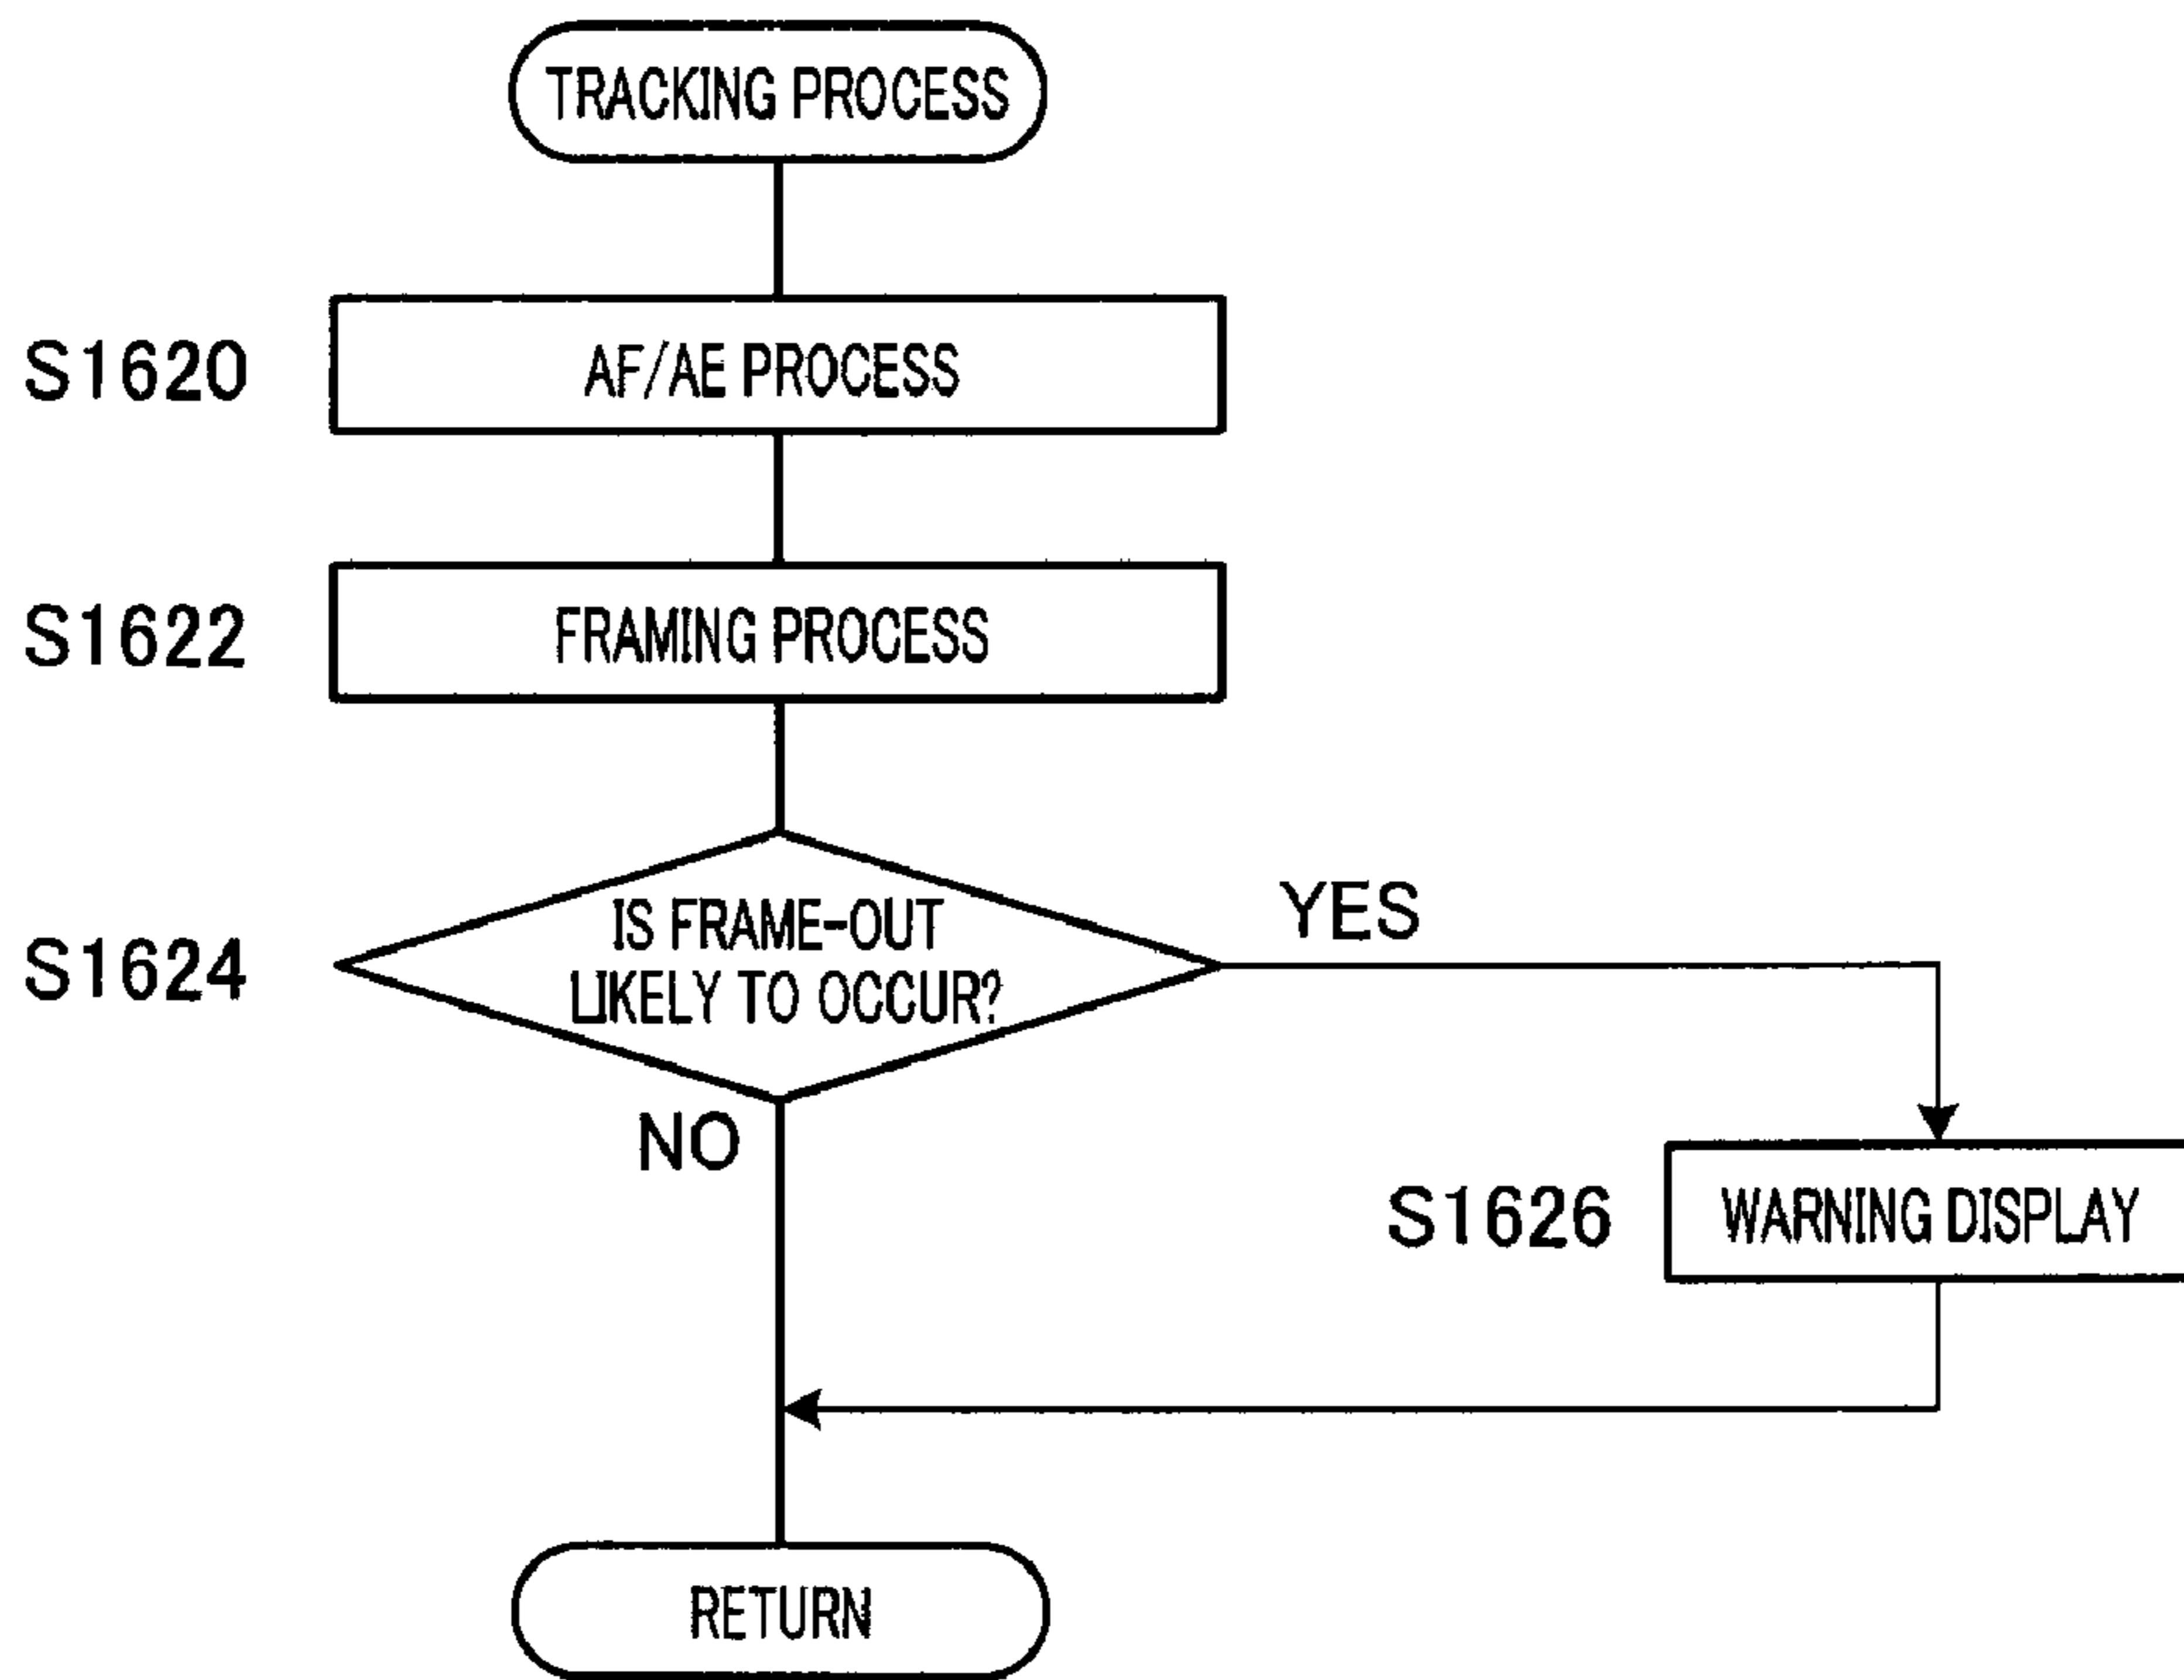 TRACKING PROCESS
S1620
AF/AE PROCESS
S1622
FRAMING PROCESS
S1624
IS FRAME-OUT
LIKELY TO OCCUR?
YES
NO
S1626
WARNING DISPLAY
RETURN